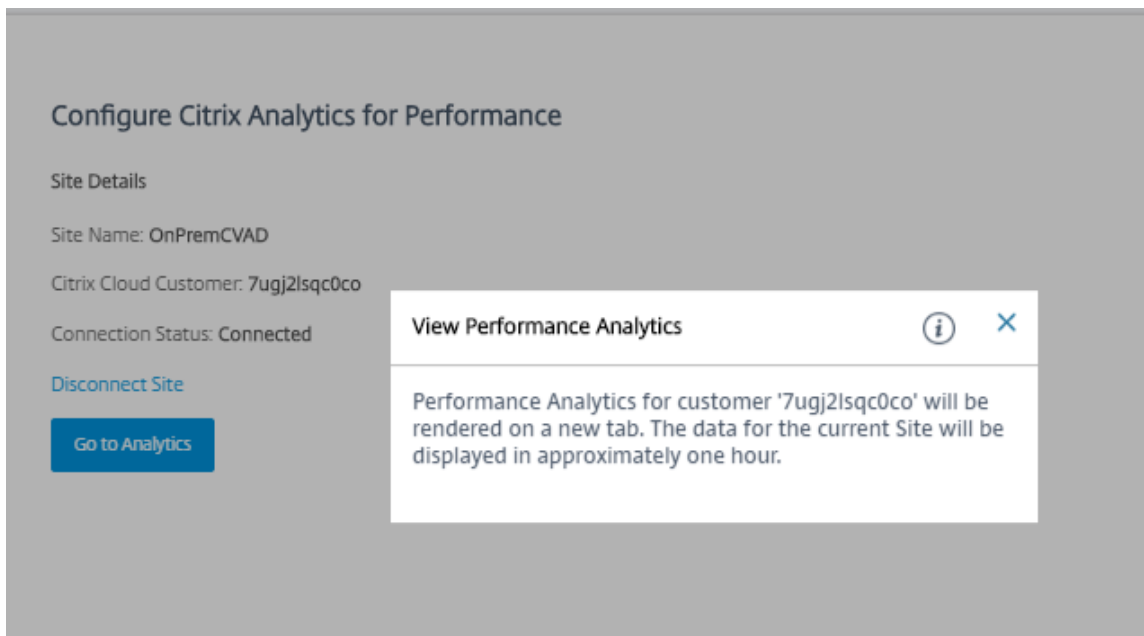 Configure Citrix Analytics for Performance
Site Details
Site Name: OnPremCVAD
Citrix Cloud Customer: 7ugj2lsqc0co
Connection Status: Connected
Disconnect Site
Go to Analytics
View Performance Analytics
Performance Analytics for customer '7ugj2lsqc0co' will be
rendered on a new tab. The data for the current Site will be
displayed in approximately one hour.